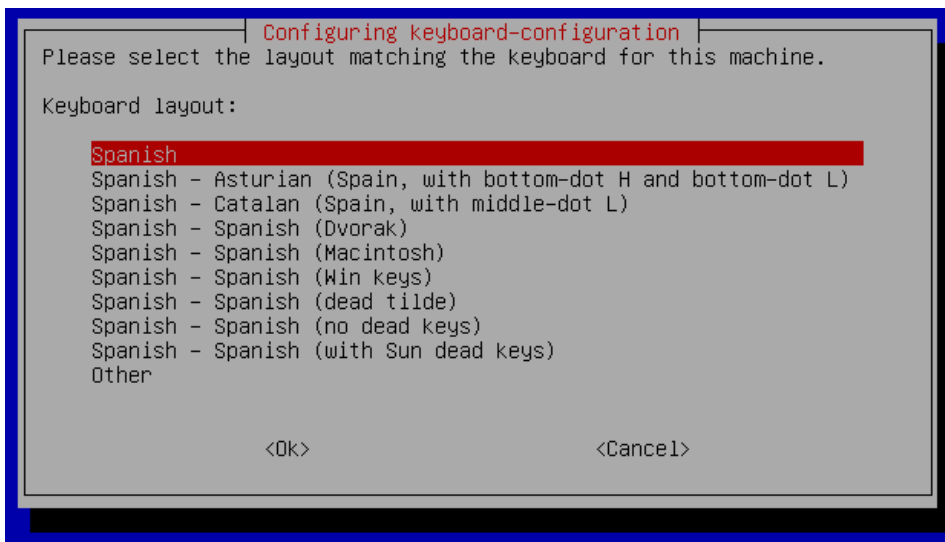 Configuring keyboard-configuration
Please select the layout matching the keyboard for this machine.
Keyboard layout:
Spanish
Spanish - Asturian (Spain, with bottom-dot H and bottom-dot L)
Spanish - Catalan (Spain, with middle-dot L)
Spanish - Spanish (Dvorak)
Spanish - Spanish (Macintosh)
Spanish - Spanish (Win keys)
Spanish - Spanish (dead tilde)
Spanish - Spanish (no dead keys)
Spanish - Spanish (with Sun dead keys)
Other
<Ok> <Cancel>